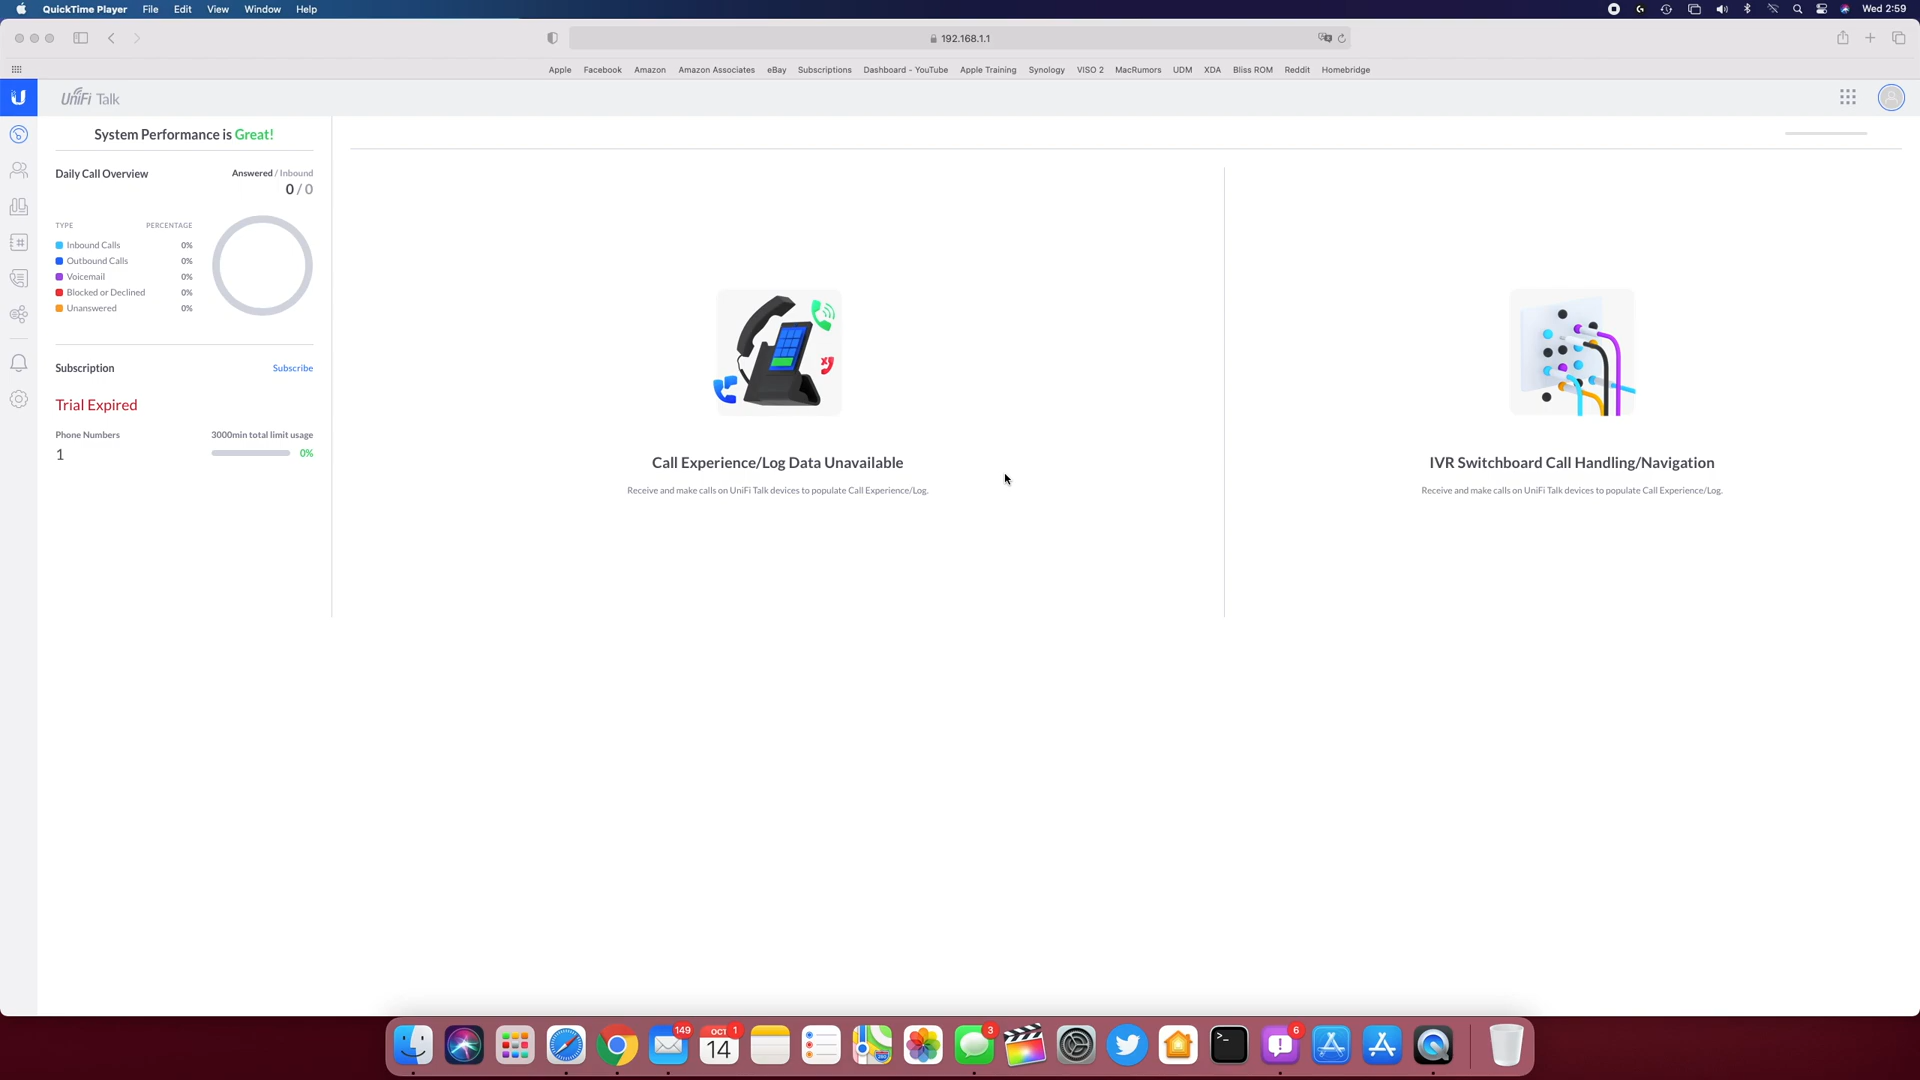 QuickTime Player File Edit View Window Help
Wed 2:59
192.168.1.1
Apple Facebook Amazon Amazon Associates eBay Subscriptions Dashboard - YouTube Apple Training Synology VISO 2 MacRumors UDM XDA Bliss ROM Reddit Homebridge
U UniFi Talk
System Performance is Great!
Daily Call Overview
Answered / Inbound
0 / 0
TYPE PERCENTAGE
Inbound Calls 0%
Outbound Calls 0%
Voicemail 0%
Blocked or Declined 0%
Unanswered 0%
Subscription Subscribe
Trial Expired
Phone Numbers 3000min total limit usage
1 0%
Call Experience/Log Data Unavailable
Receive and make calls on UniFi Talk devices to populate Call Experience/Log.
IVR Switchboard Call Handling/Navigation
Receive and make calls on UniFi Talk devices to populate Call Experience/Log.
149
OCT 1
14
3
6